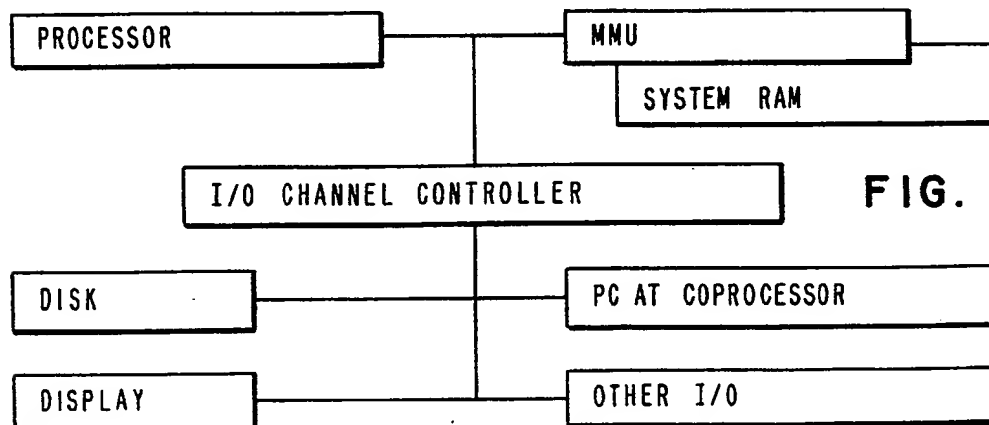 PROCESSOR
MMU
SYSTEM RAM
I/O CHANNEL CONTROLLER
FIG.
DISK
PC AT COPROCESSOR
DISPLAY
OTHER I/O